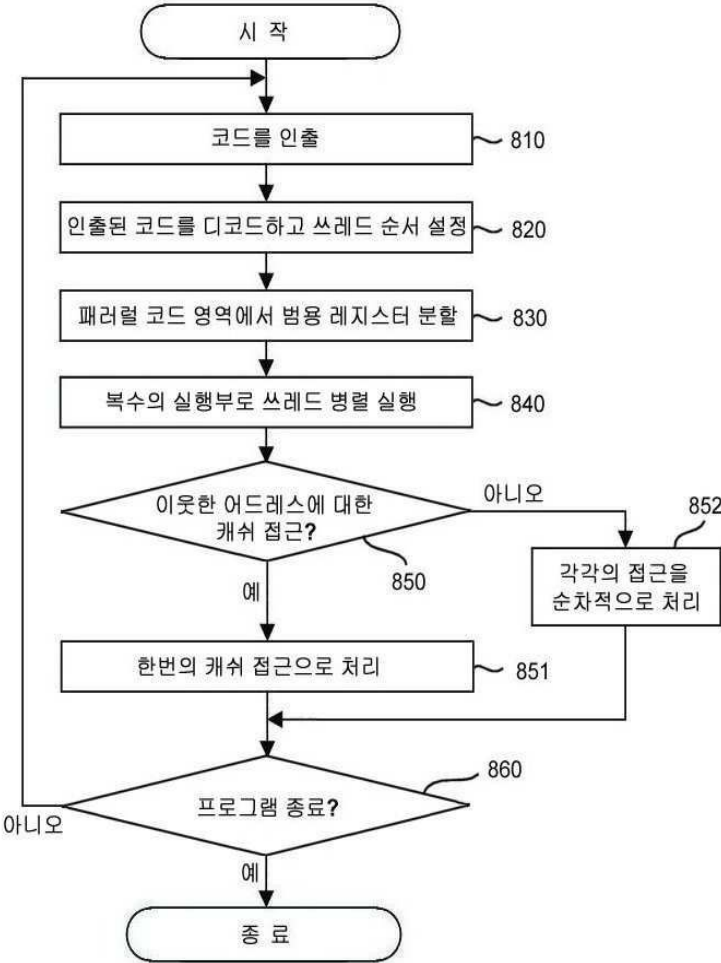 시 작
코드를 인출
810
인출된 코드를 디코드하고 쓰레드 순서 설정
820
패러럴 코드 영역에서 범용 레지스터 분할
830
복수의 실행부로 쓰레드 병렬 실행
840
이웃한 어드레스에 대한
캐쉬 접근?
850
아니오
852
각각의 접근을
순차적으로 처리
예
한번의 캐쉬 접근으로 처리
851
프로그램 종료?
860
아니오
예
종 료